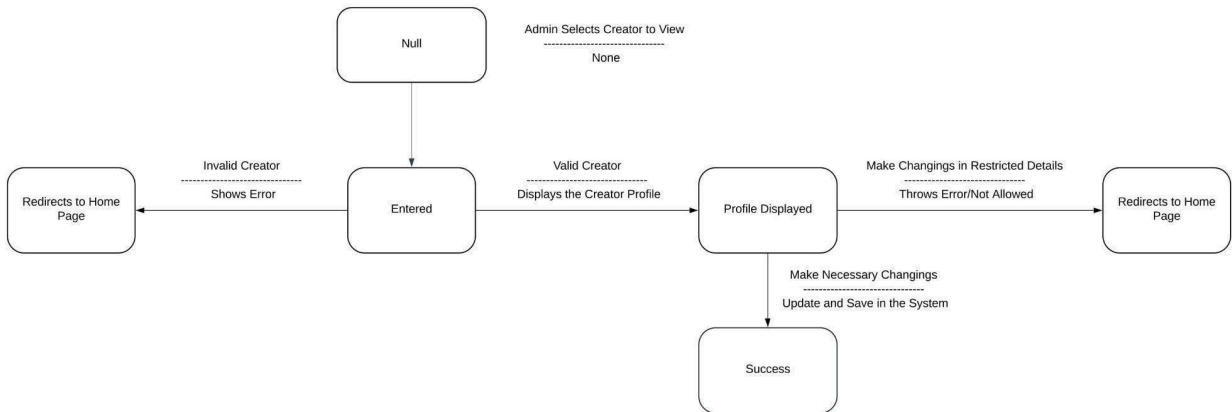 Null
Admin Selects Creator to View
-------------------------------
None
Invalid Creator
-------------------------------
Shows Error
Valid Creator
-------------------------------
Displays the Creator Profile
Make Changings in Restricted Details
-------------------------------
Throws Error/Not Allowed
Redirects to Home
Page
Entered
Profile Displayed
Redirects to Home
Page
Make Necessary Changings
-------------------------------
Update and Save in the System
Success